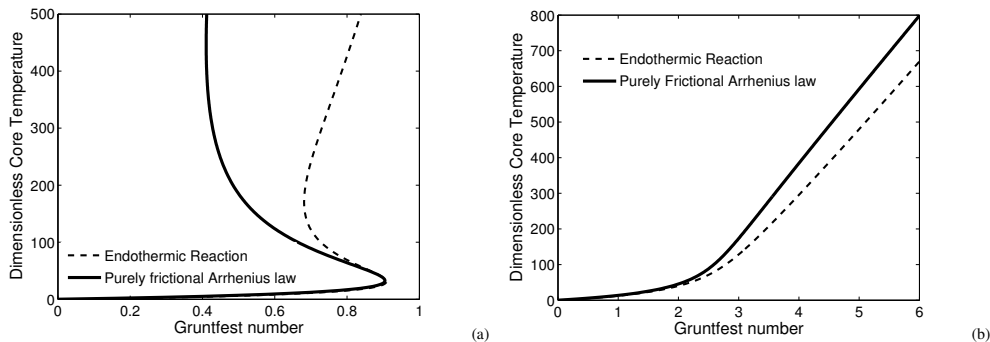 500
400
300
200
100
0
0 0.2 0.4 0.6 0.8 1
Dimensionless Core Temperature
Gruntfest number
Endothermic Reaction
Purely frictional Arrhenius law
(a)
800
700
600
500
400
300
200
100
0
0 1 2 3 4 5 6
Dimensionless Core Temperature
Gruntfest number
Endothermic Reaction
Purely Frictional Arrhenius law
(b)